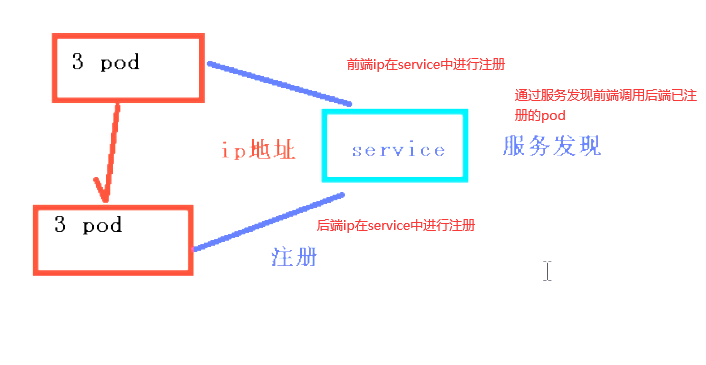 3 pod
前端ip在service中进行注册
通过服务发现前端调用后端已注
册的pod
ip地址
service
服务发现
3 pod
后端ip在service中进行注册
注册